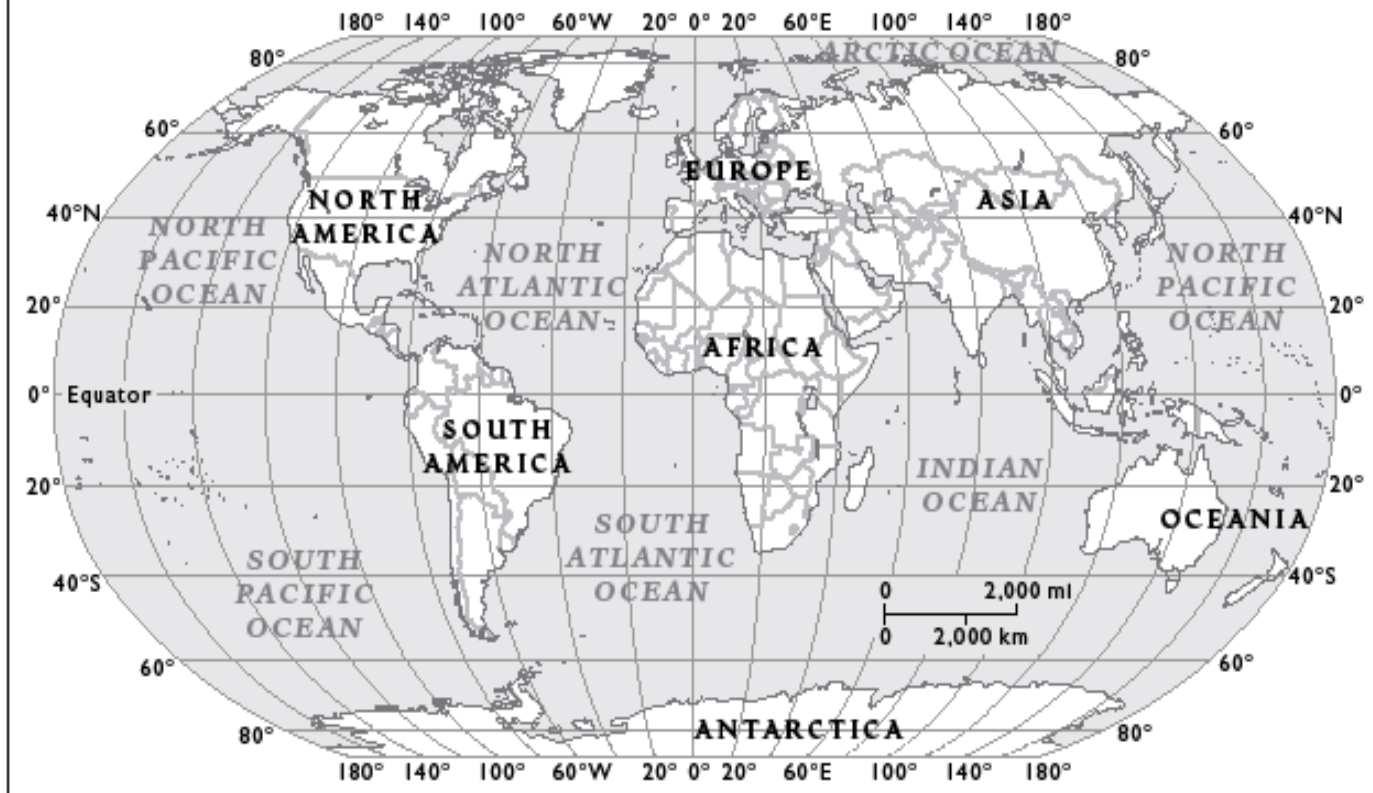 180° 140° 100° 60°W 20° 0° 20° 60°E 100° 140° 180°
ARCTIC OCEAN
80° 80°
60° 60°
EUROPE
NORTH
AMERICA
ASIA
40°N 40°N
NORTH
PACIFIC
OCEAN
NORTH
ATLANTIC
OCEAN
NORTH
PACIFIC
OCEAN
20° 20°
AFRICA
0° Equator 0°
SOUTH
AMERICA
INDIAN
OCEAN
20° 20°
OCEANIA
SOUTH
ATLANTIC
OCEAN
SOUTH
PACIFIC
OCEAN
40°S 40°S
0 2,000 mi
0 2,000 km
60° 60°
ANTARCTICA
80° 80°
180° 140° 100° 60°W 20° 0° 20° 60°E 100° 140° 180°